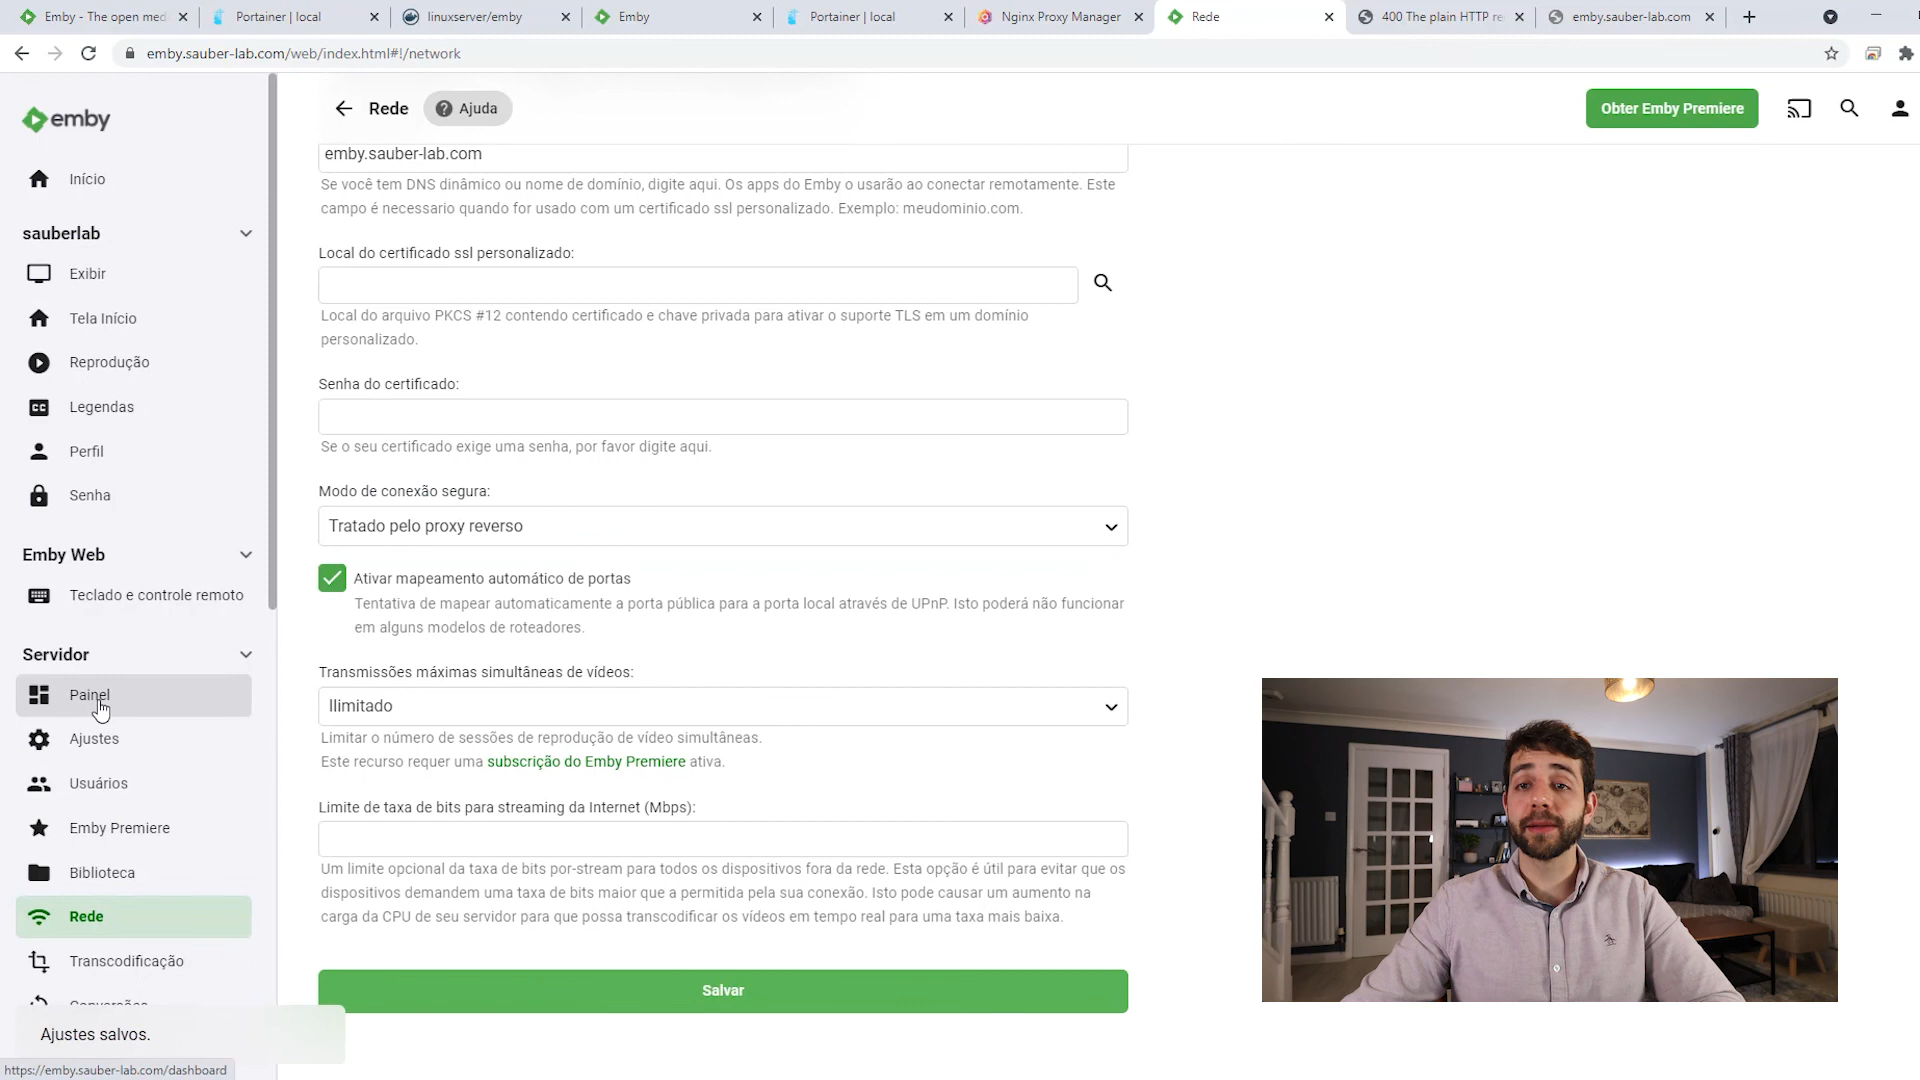 Emby - The open med
Portainer | local
linuxserver/emby
Emby
Portainer | local
Nginx Proxy Manager
Rede
400 The plain HTTP re
emby.sauber-lab.com
emby.sauber-lab.com/web/index.html#!/network
emby
Rede
Ajuda
Obter Emby Premiere
Início
sauberlab
Exibir
Tela Início
Reprodução
Legendas
Perfil
Senha
Emby Web
Teclado e controle remoto
Servidor
Painel
Ajustes
Usuários
Emby Premiere
Biblioteca
Rede
Transcodificação
Conversões
emby.sauber-lab.com
Se você tem DNS dinâmico ou nome de domínio, digite aqui. Os apps do Emby o usarão ao conectar remotamente. Este
campo é necessario quando for usado com um certificado ssl personalizado. Exemplo: meudominio.com.
Local do certificado ssl personalizado:
Local do arquivo PKCS #12 contendo certificado e chave privada para ativar o suporte TLS em um domínio
personalizado.
Senha do certificado:
Se o seu certificado exige uma senha, por favor digite aqui.
Modo de conexão segura:
Tratado pelo proxy reverso
Ativar mapeamento automático de portas
Tentativa de mapear automaticamente a porta pública para a porta local através de UPnP. Isto poderá não funcionar
em alguns modelos de roteadores.
Transmissões máximas simultâneas de vídeos:
Ilimitado
Limitar o número de sessões de reprodução de vídeo simultâneas.
Este recurso requer uma subscrição do Emby Premiere ativa.
Limite de taxa de bits para streaming da Internet (Mbps):
Um limite opcional da taxa de bits por-stream para todos os dispositivos fora da rede. Esta opção é útil para evitar que os
dispositivos demandem uma taxa de bits maior que a permitida pela sua conexão. Isto pode causar um aumento na
carga da CPU de seu servidor para que possa transcodificar os vídeos em tempo real para uma taxa mais baixa.
Salvar
Ajustes salvos.
https://emby.sauber-lab.com/dashboard